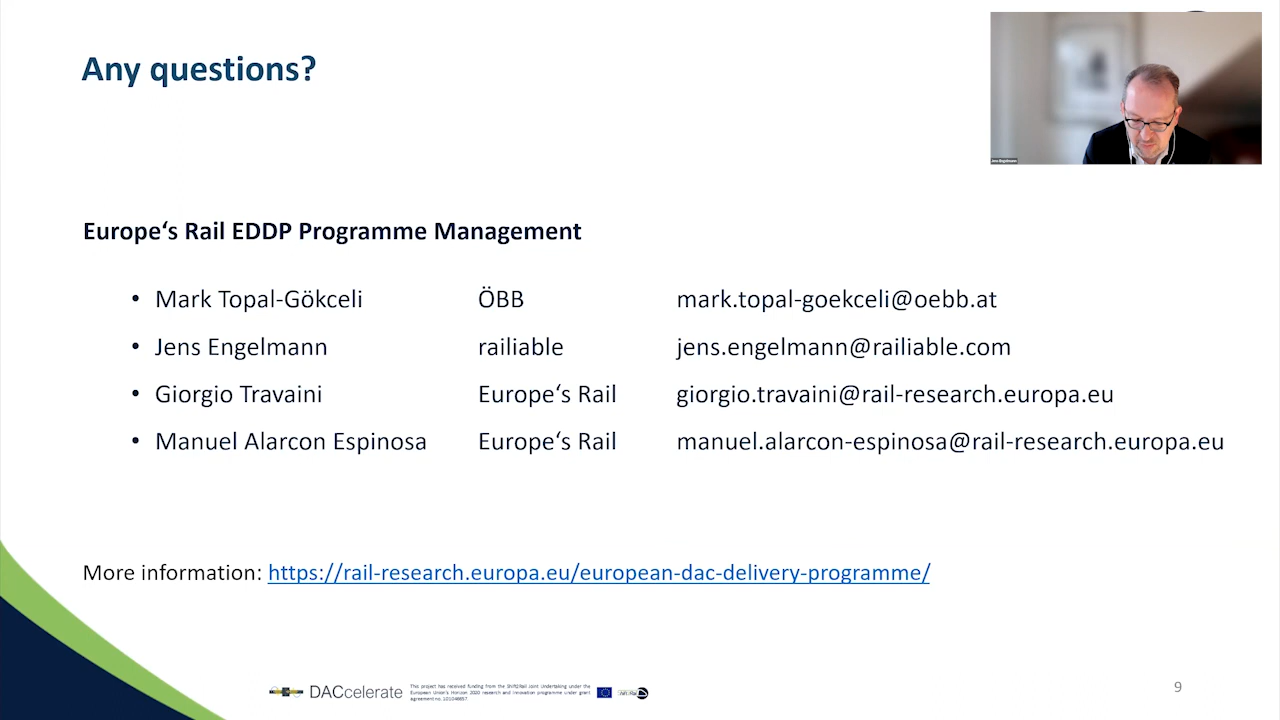 Any questions?
Jens Engelmann
Europe‘s Rail EDDP Programme Management
• Mark Topal-Gökceli ÖBB mark.topal-goekceli@oebb.at
• Jens Engelmann railiable jens.engelmann@railiable.com
• Giorgio Travaini Europe‘s Rail giorgio.travaini@rail-research.europa.eu
• Manuel Alarcon Espinosa Europe‘s Rail manuel.alarcon-espinosa@rail-research.europa.eu
More information: https://rail-research.europa.eu/european-dac-delivery-programme/
DACcelerate
This project has received funding from the Shift2Rail Joint Undertaking under the
European Union's Horizon 2020 research and innovation programme under grant
agreement no.
9